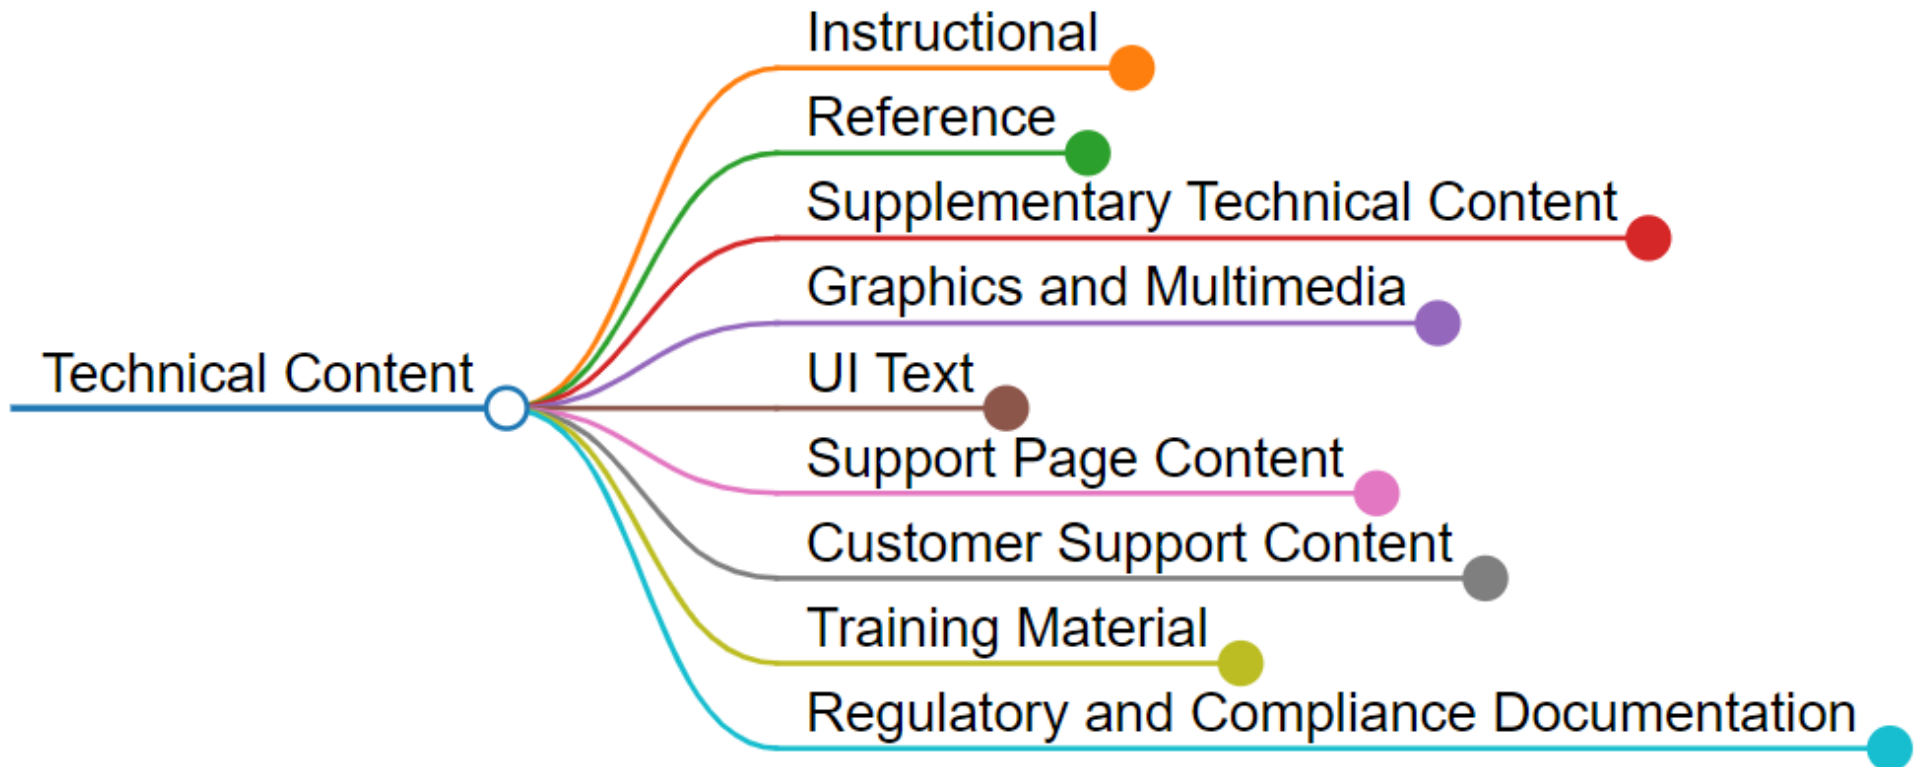 Instructional
Reference
Supplementary Technical Content
Graphics and Multimedia
Technical Content
UI Text
Support Page Content
Customer Support Content
Training Material
Regulatory and Compliance Documentation